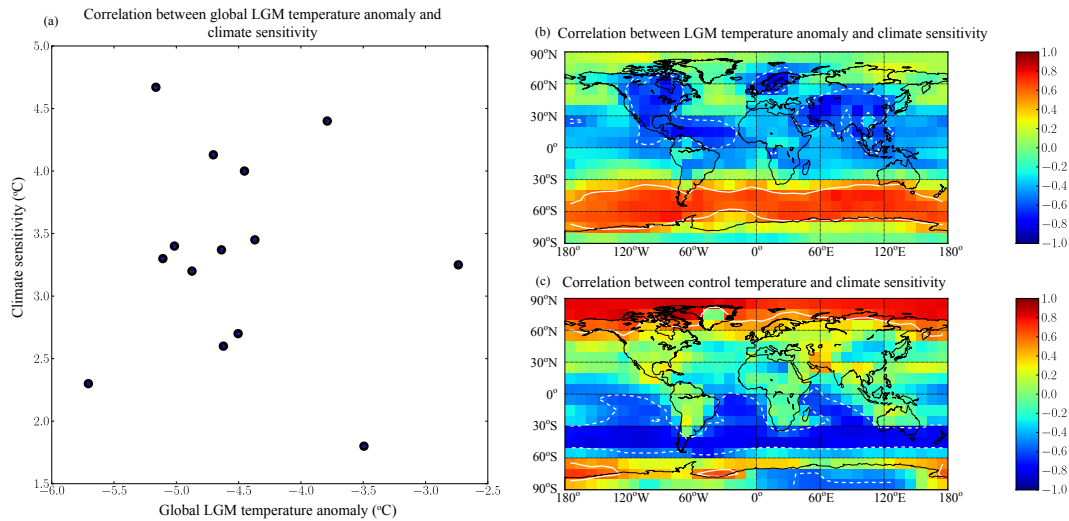 (a)
Correlation between global LGM temperature anomaly and
climate sensitivity
5.0
4.5
4.0
3.5
3.0
2.5
2.0
1.5
Climate sensitivity (°C)
−6.0 −5.5 −5.0 −4.5 −4.0 −3.5 −3.0 −2.5
Global LGM temperature anomaly (°C)
(b) Correlation between LGM temperature anomaly and climate sensitivity
90°N
60°N
30°N
0°
30°S
60°S
90°S
180° 120°W 60°W 0° 60°E 120°E 180°
1.0
0.8
0.6
0.4
0.2
0.0
−0.2
−0.4
−0.6
−0.8
−1.0
(c) Correlation between control temperature and climate sensitivity
90°N
60°N
30°N
0°
30°S
60°S
90°S
180° 120°W 60°W 0° 60°E 120°E 180°
1.0
0.8
0.6
0.4
0.2
0.0
−0.2
−0.4
−0.6
−0.8
−1.0